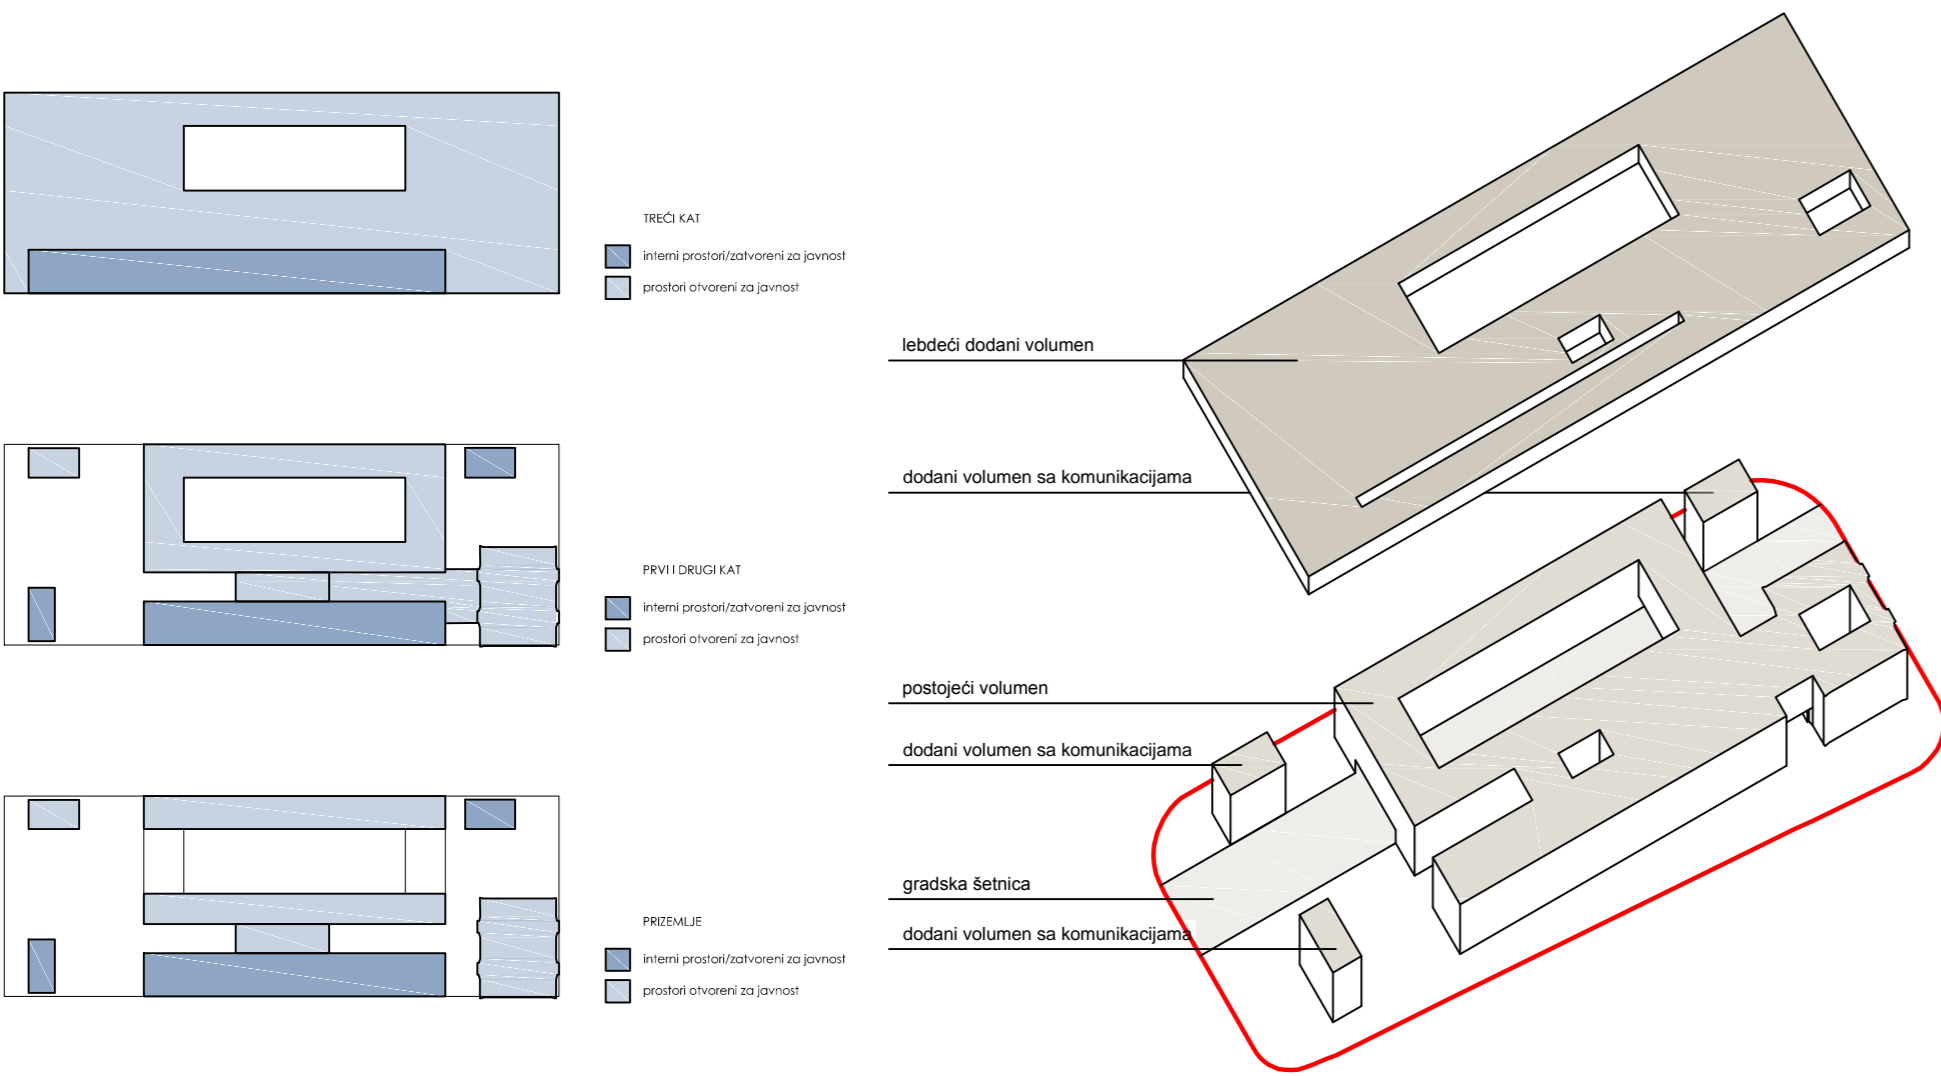 TREĆI KAT
interni prostori/zatvoreni za javnost
prostori otvoreni za javnost
PRVI I DRUGI KAT
interni prostori/zatvoreni za javnost
prostori otvoreni za javnost
PRIZEMLJE
interni prostori/zatvoreni za javnost
prostori otvoreni za javnost
lebdeći dodani volumen
dodani volumen sa komunikacijama
postojeći volumen
dodani volumen sa komunikacijama
gradska šetnica
dodani volumen sa komunikacijama